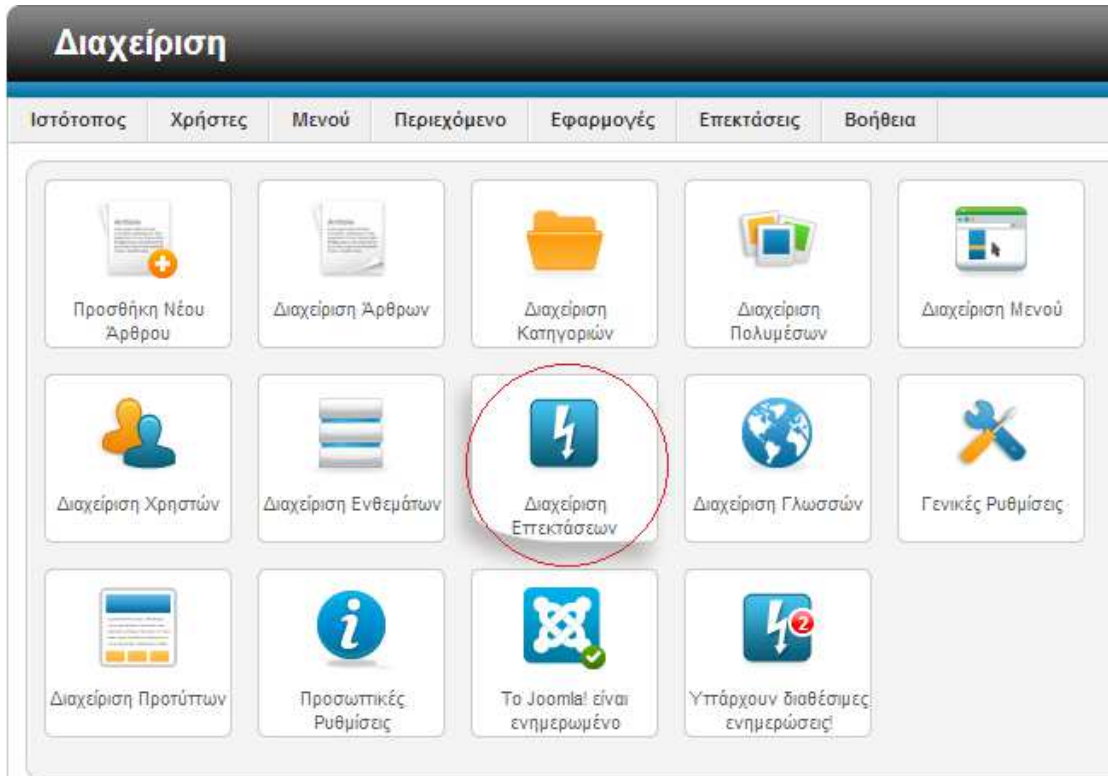 Διαχείριση
Ιστότοπος Χρήστες Μενού Περιεχόμενο Εφαρμογές Επεκτάσεις Βοήθεια
Προσθήκη Νέου
Άρθρου
Διαχείριση Άρθρων
Διαχείριση
Κατηγοριών
Διαχείριση
Πολυμέσων
Διαχείριση Μενού
Διαχείριση Χρηστών
Διαχείριση Ενθεμάτων
Διαχείριση
Επεκτάσεων
Διαχείριση Γλωσσών
Γενικές Ρυθμίσεις
Διαχείριση Προτύπων
Προσωπικές
Ρυθμίσεις
Το Joomla! είναι
ενημερωμένο
2
Υπάρχουν διαθέσιμες
ενημερώσεις!